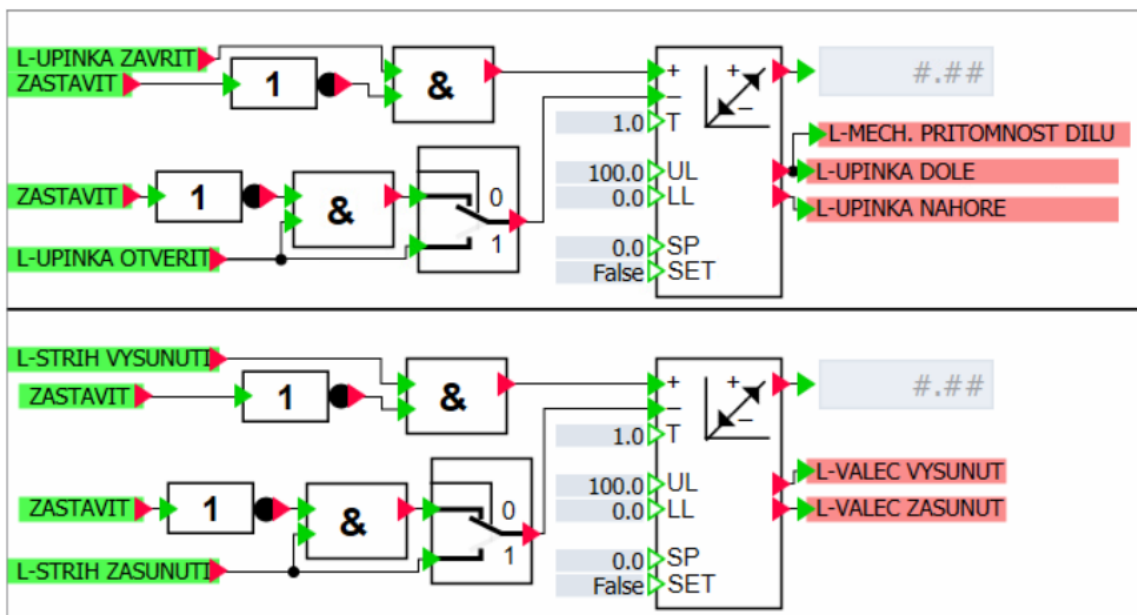 L-UPINKA ZAVRIT
ZASTAVIT
1
&
+
−
T
1.0
UL
100.0
LL
0.0
SP
0.0
SET
False
+
−
#.##
L-MECH. PRITOMNOST DILU
L-UPINKA DOLE
L-UPINKA NAHORE
ZASTAVIT
1
&
0
1
L-UPINKA OTVERIT
L-STRIH VYSUNUTI
ZASTAVIT
1
&
+
−
T
1.0
UL
100.0
LL
0.0
SP
0.0
SET
False
+
−
#.##
L-VALEC VYSUNUT
L-VALEC ZASUNUT
ZASTAVIT
1
&
0
1
L-STRIH ZASUNUTI